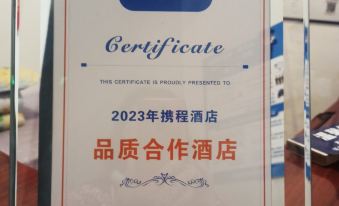 Certificate
THIS CERTIFICATE IS PROUDLY PRESENTED TO
2023年携程酒店
品质合作酒店